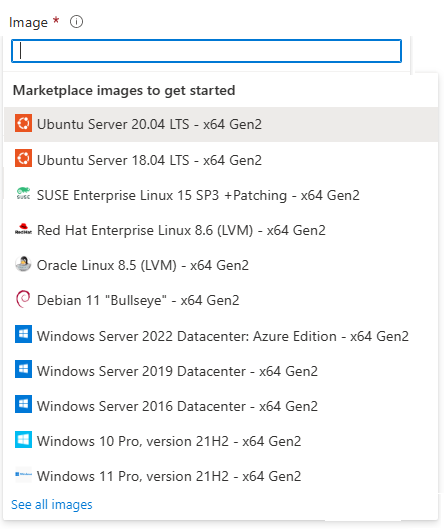 Image *
Marketplace images to get started
Ubuntu Server 20.04 LTS - x64 Gen2
Ubuntu Server 18.04 LTS - x64 Gen2
SUSE Enterprise Linux 15 SP3 +Patching - x64 Gen2
Red Hat Enterprise Linux 8.6 (LVM) - x64 Gen2
Oracle Linux 8.5 (LVM) - x64 Gen2
Debian 11 "Bullseye" - x64 Gen2
Windows Server 2022 Datacenter: Azure Edition - x64 Gen2
Windows Server 2019 Datacenter - x64 Gen2
Windows Server 2016 Datacenter - x64 Gen2
Windows 10 Pro, version 21H2 - x64 Gen2
Windows 11 Pro, version 21H2 - x64 Gen2
See all images